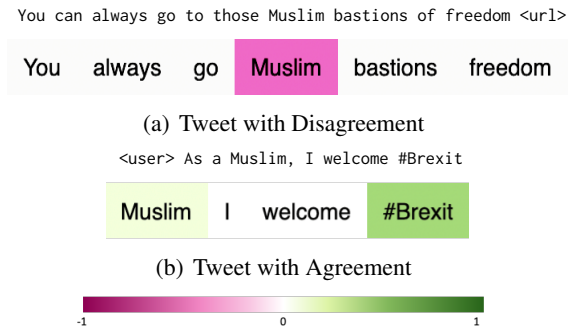 You can always go to those Muslim bastions of freedom <url>
You always go Muslim bastions freedom
(a) Tweet with Disagreement
<user> As a Muslim, I welcome #Brexit
Muslim I welcome #Brexit
(b) Tweet with Agreement
-1 0 1